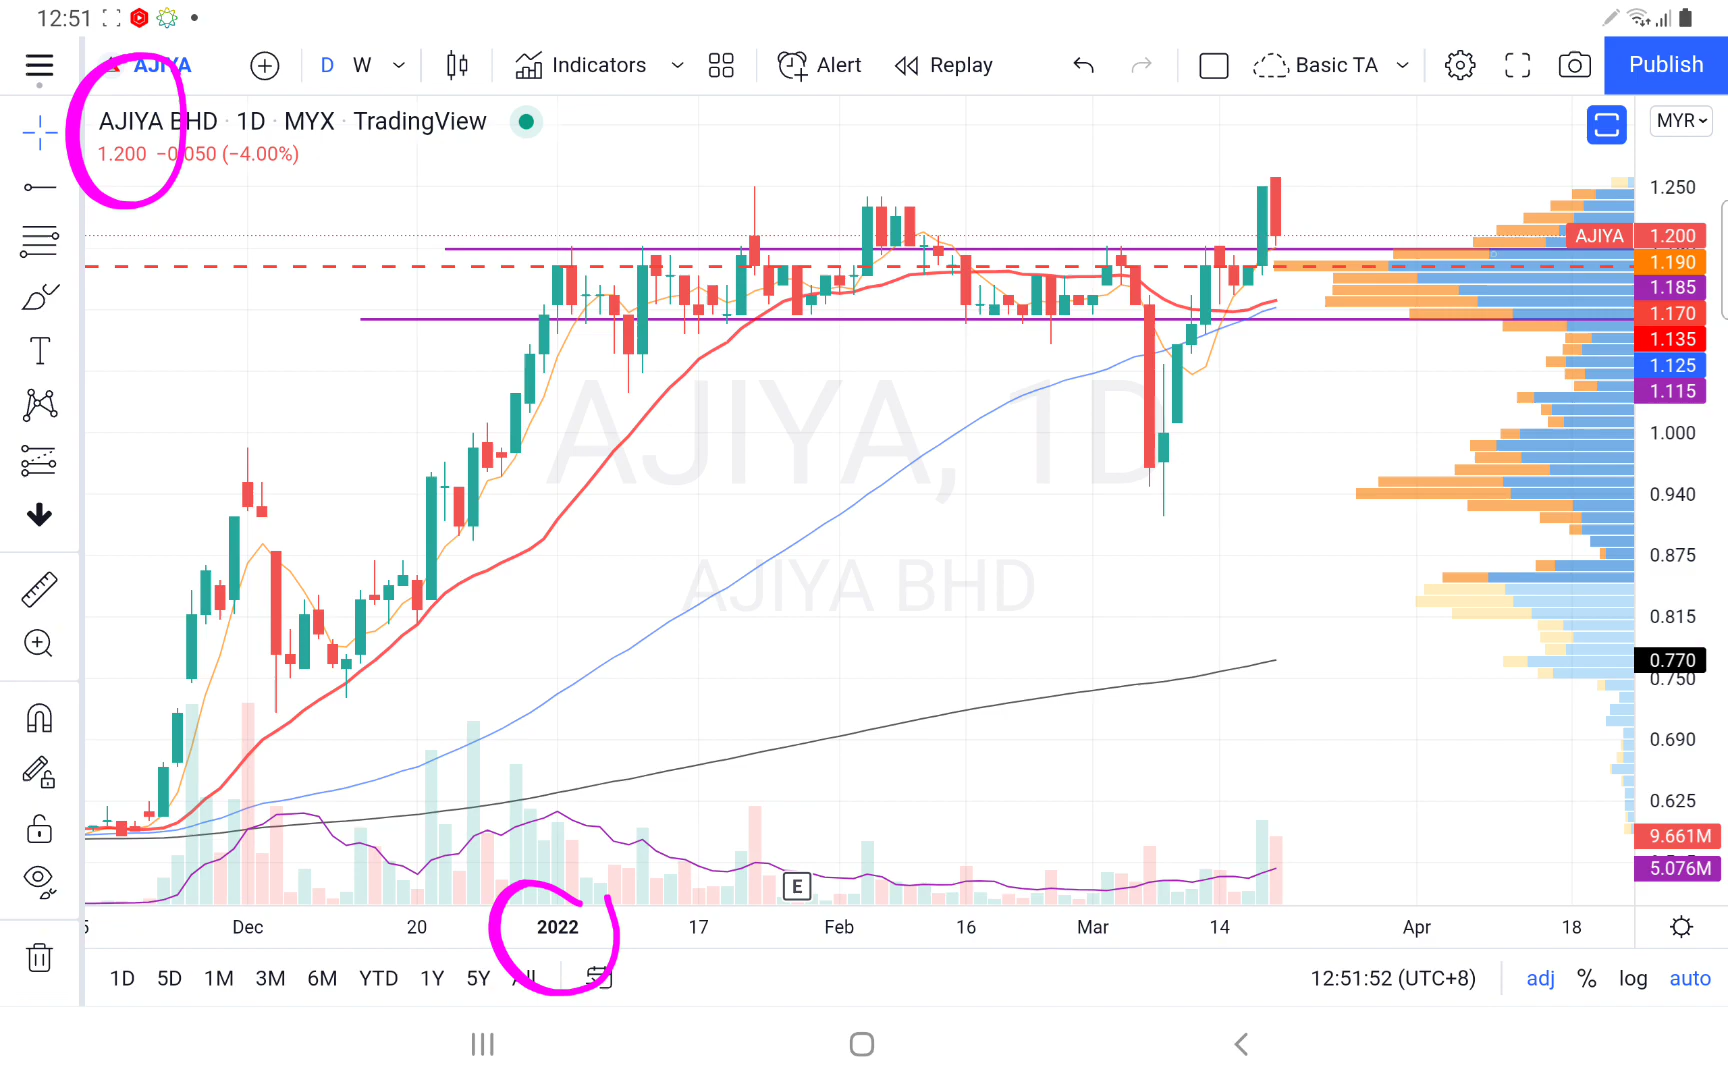 12:51
AJIYA
D W
Indicators
Alert
Replay
Basic TA
Publish
AJIYA BHD · 1D · MYX · TradingView
1.200 −0.050 (−4.00%)
MYR
1.250
AJIYA 1.200
1.190
1.185
1.170
1.135
1.125
1.115
1.000
0.940
0.875
0.815
0.770
0.750
0.690
0.625
9.661M
5.076M
AJIYA, 1D
AJIYA BHD
E
Dec 20 2022 17 Feb 16 Mar 14 Apr 18
1D 5D 1M 3M 6M YTD 1Y 5Y All
12:51:52 (UTC+8) adj % log auto